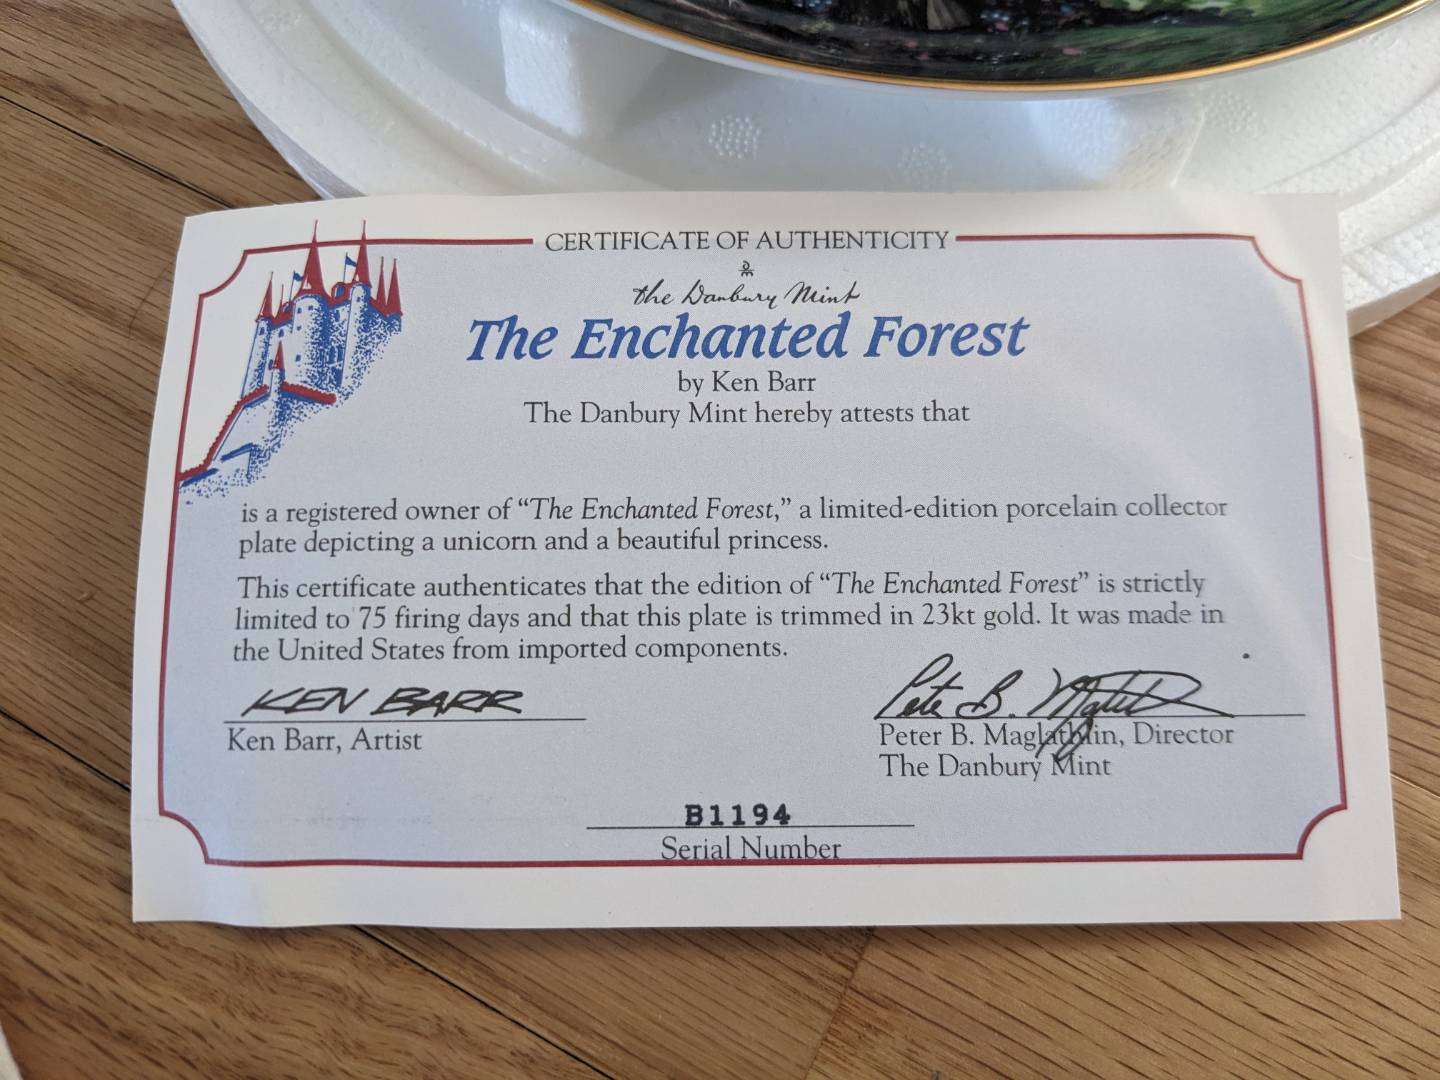 CERTIFICATE OF AUTHENTICITY
the Danbury Mint
The Enchanted Forest
by Ken Barr
The Danbury Mint hereby attests that
is a registered owner of “The Enchanted Forest,” a limited-edition porcelain collector
plate depicting a unicorn and a beautiful princess.
This certificate authenticates that the edition of “The Enchanted Forest” is strictly
limited to 75 firing days and that this plate is trimmed in 23kt gold. It was made in
the United States from imported components.
KEN BARR
Ken Barr, Artist
Pete B. Maglathlin
Peter B. Maglathlin, Director
The Danbury Mint
B1194
Serial Number